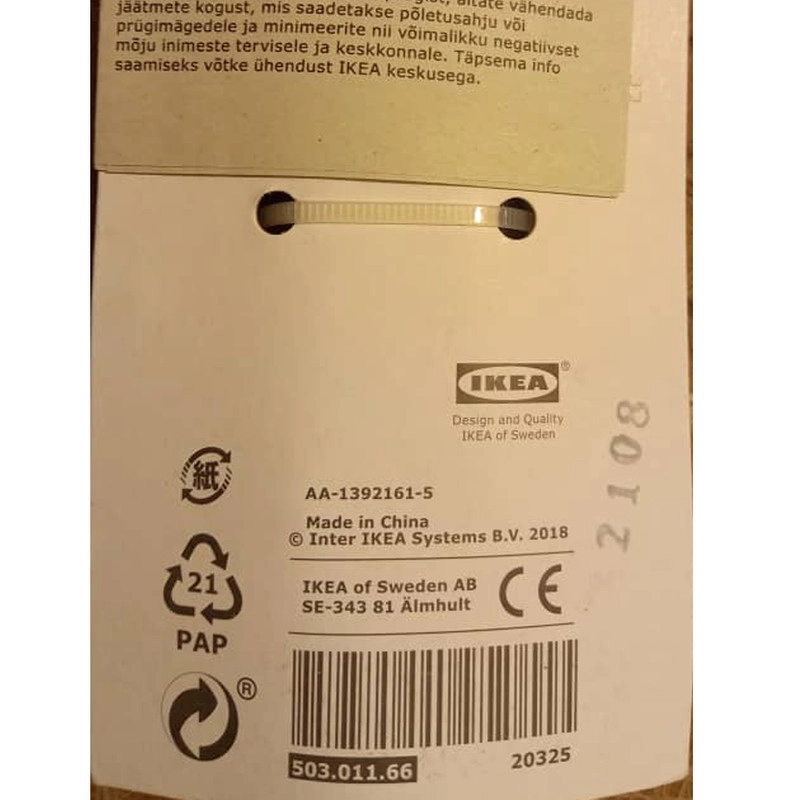 aitate vähendada
jäätmete kogust, mis saadetakse põletusahju või
prügimägedele ja minimeerite nii võimalikku negatiivset
mõju inimeste tervisele ja keskkonnale. Täpsema info
saamiseks võtke ühendust IKEA keskusega.
IKEA®
Design and Quality
IKEA of Sweden
2108
紙
AA-1392161-5
Made in China
© Inter IKEA Systems B.V. 2018
21
PAP
IKEA of Sweden AB
SE-343 81 Älmhult
CE
®
503.011.66
20325